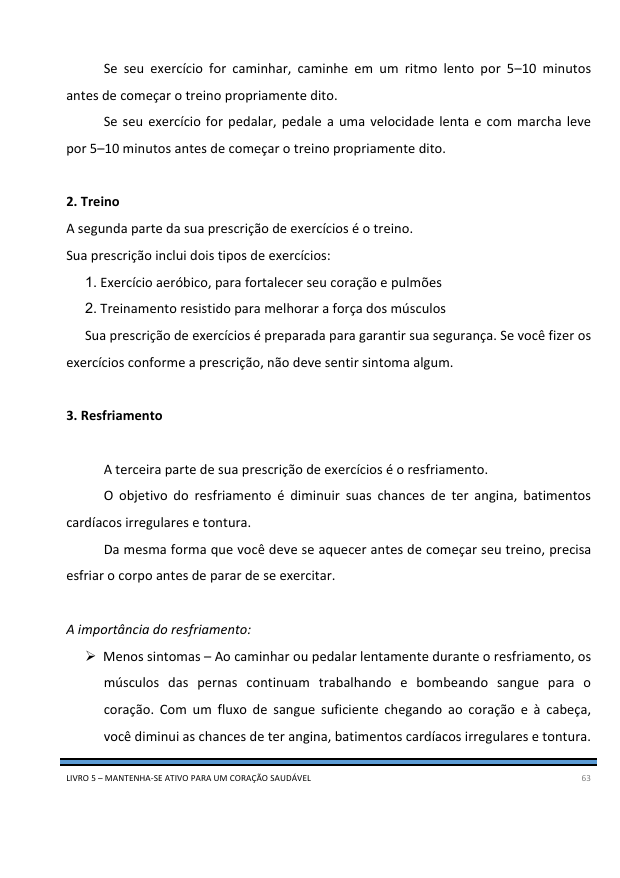 Se seu exercício for caminhar, caminhe em um ritmo lento por 5–10 minutos
antes de começar o treino propriamente dito.
Se seu exercício for pedalar, pedale a uma velocidade lenta e com marcha leve
por 5–10 minutos antes de começar o treino propriamente dito.
2. Treino
A segunda parte da sua prescrição de exercícios é o treino.
Sua prescrição inclui dois tipos de exercícios:
1. Exercício aeróbico, para fortalecer seu coração e pulmões
2. Treinamento resistido para melhorar a força dos músculos
Sua prescrição de exercícios é preparada para garantir sua segurança. Se você fizer os
exercícios conforme a prescrição, não deve sentir sintoma algum.
3. Resfriamento
A terceira parte de sua prescrição de exercícios é o resfriamento.
O objetivo do resfriamento é diminuir suas chances de ter angina, batimentos
cardíacos irregulares e tontura.
Da mesma forma que você deve se aquecer antes de começar seu treino, precisa
esfriar o corpo antes de parar de se exercitar.
A importância do resfriamento:
➢ Menos sintomas – Ao caminhar ou pedalar lentamente durante o resfriamento, os
músculos das pernas continuam trabalhando e bombeando sangue para o
coração. Com um fluxo de sangue suficiente chegando ao coração e à cabeça,
você diminui as chances de ter angina, batimentos cardíacos irregulares e tontura.
LIVRO 5 – MANTENHA-SE ATIVO PARA UM CORAÇÃO SAUDÁVEL 63